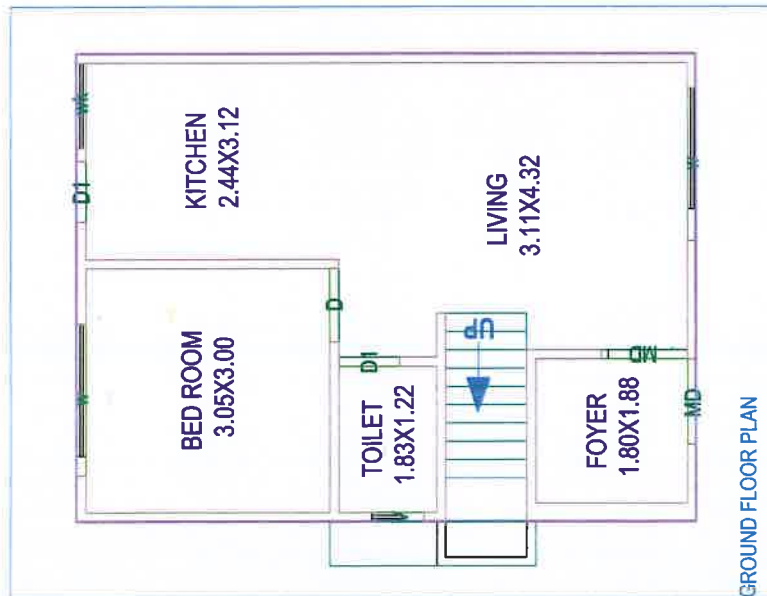 WK
D1
KITCHEN
2.44X3.12
W
BED ROOM
3.05X3.00
D
LIVING
3.11X4.32
W
D1
TOILET
1.83X1.22
UP
MD
FOYER
1.80X1.88
MD
GROUND FLOOR PLAN